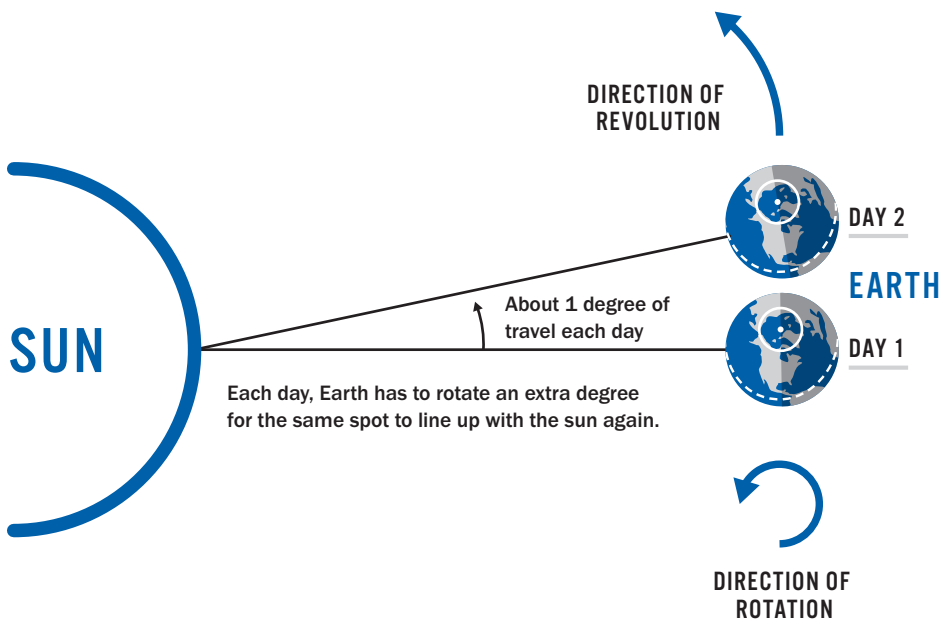 DIRECTION OF
REVOLUTION
DAY 2
EARTH
About 1 degree of
travel each day
SUN
DAY 1
Each day, Earth has to rotate an extra degree
for the same spot to line up with the sun again.
DIRECTION OF
ROTATION